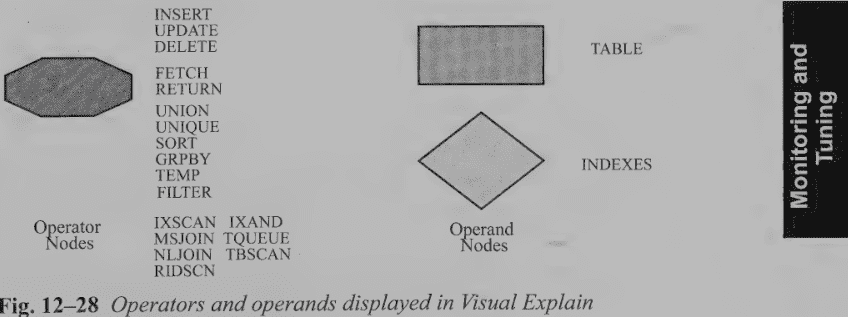 INSERT
UPDATE
DELETE
FETCH
RETURN
UNION
UNIQUE
SORT
GRPBY
TEMP
FILTER
IXSCAN IXAND
MSJOIN TQUEUE
NLJOIN TBSCAN
RIDSCN
Operator
Nodes
TABLE
INDEXES
Operand
Nodes
Monitoring and
Tuning
Fig. 12–28 Operators and operands displayed in Visual Explain